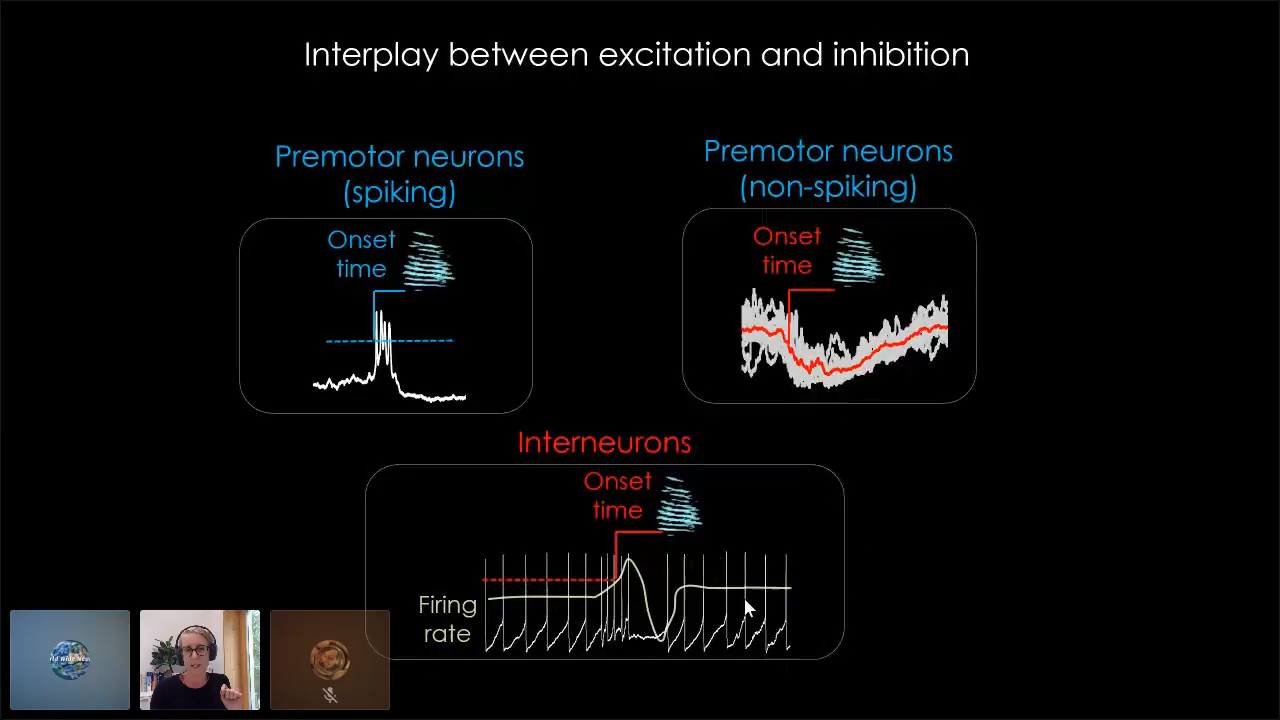 Interplay between excitation and inhibition
Premotor neurons
(spiking)
Onset
time
Premotor neurons
(non-spiking)
Onset
time
Interneurons
Onset
time
Firing
rate